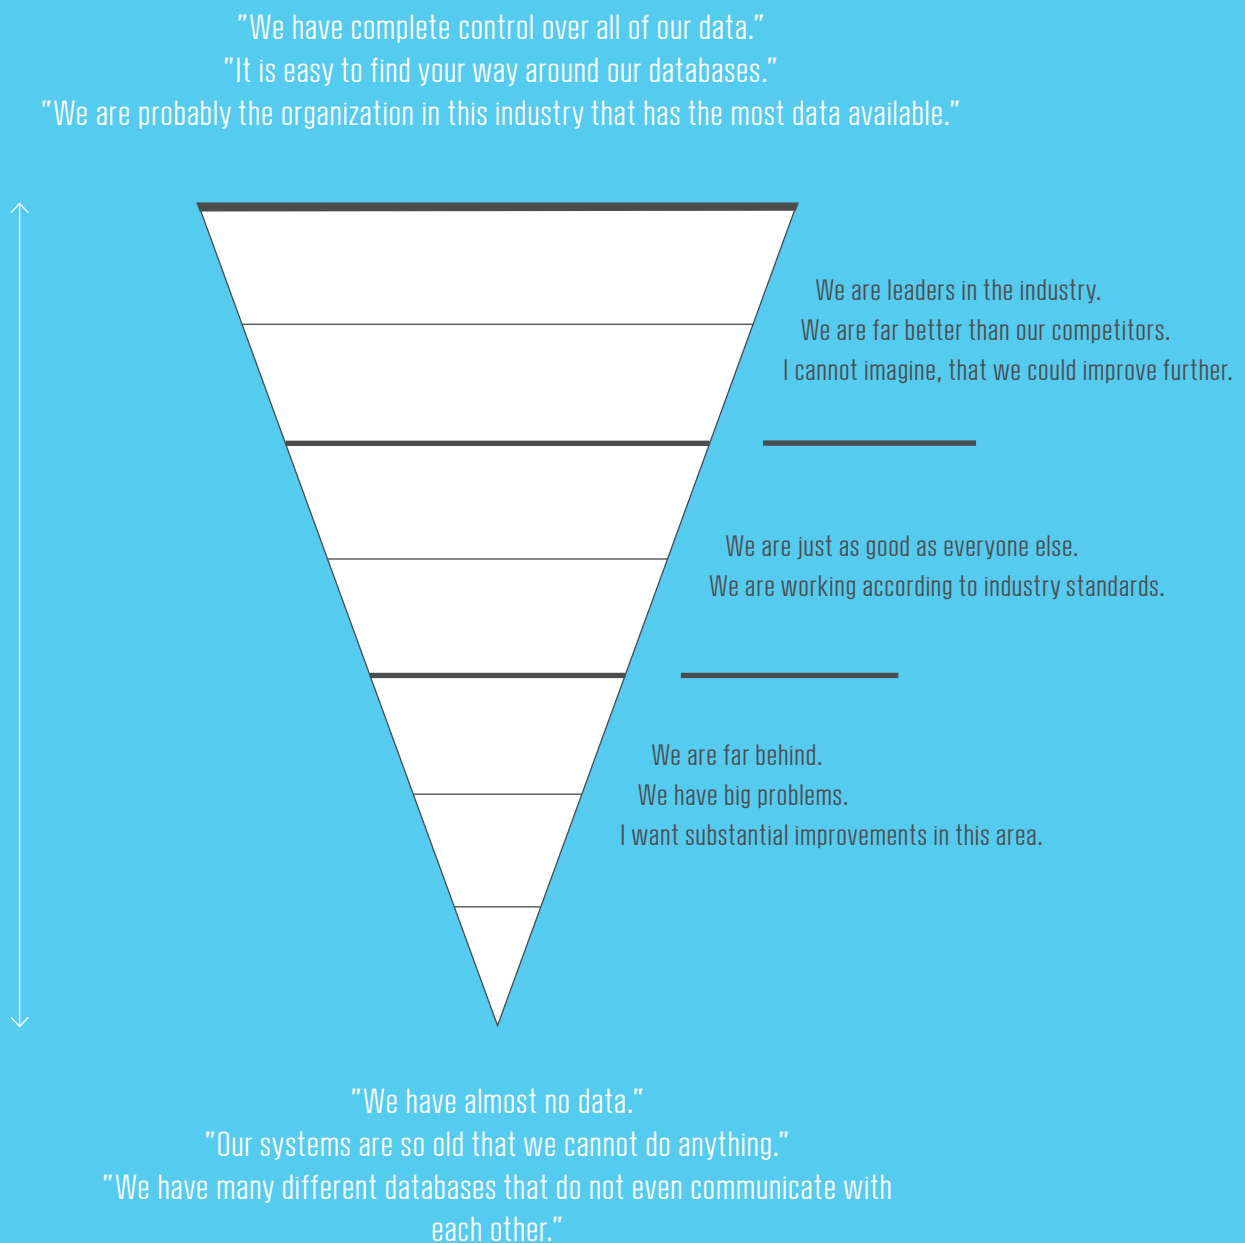 "We have complete control over all of our data."
"It is easy to find your way around our databases."
"We are probably the organization in this industry that has the most data available."
We are leaders in the industry.
We are far better than our competitors.
I cannot imagine, that we could improve further.
We are just as good as everyone else.
We are working according to industry standards.
We are far behind.
We have big problems.
I want substantial improvements in this area.
"We have almost no data."
"Our systems are so old that we cannot do anything."
"We have many different databases that do not even communicate with
each other."